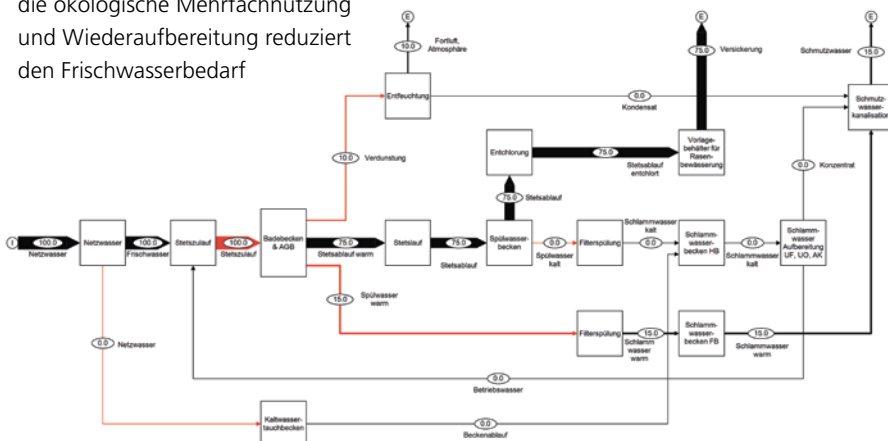 die ökologische Mehrfachnutzung
und Wiederaufbereitung reduziert
den Frischwasserbedarf
E
E
E
10.0
Fortluft,
Atmosphäre
75.0
Versickerung
Schmutzwasser
15.0
Entfeuchtung
0.0
Kondensat
Schmutz-
wasser-
kanalisation
10.0
Verdunstung
Entchlorung
75.0
Stetsablauf
entchlort
Vorlage-
behälter für
Rasen-
bewässerung
0.0
Konzentrat
75.0
Stetsablauf
I
100.0
Netzwasser
Netzwasser
100.0
Frischwasser
Stetszulauf
100.0
Stetszulauf
Badebecken
& AGB
75.0
Stetsablauf warm
Stetslauf
75.0
Stetsablauf
Spülwasser-
becken
0.0
Spülwasser
kalt
Filterspülung
Schlammwasser
kalt
0.0
Schlamm-
wasser-
becken HB
0.0
Schlammwasser
kalt
Schlamm-
wasser
Aufbereitung
UF, UO, AK
15.0
Spülwasser
warm
0.0
Netzwasser
Filterspülung
15.0
Schlamm
wasser
warm
Schlamm-
wasser-
becken FB
15.0
Schlammwasser
warm
0.0
Betriebswasser
Kaltwasser-
tauchbecken
0.0
Beckenablauf